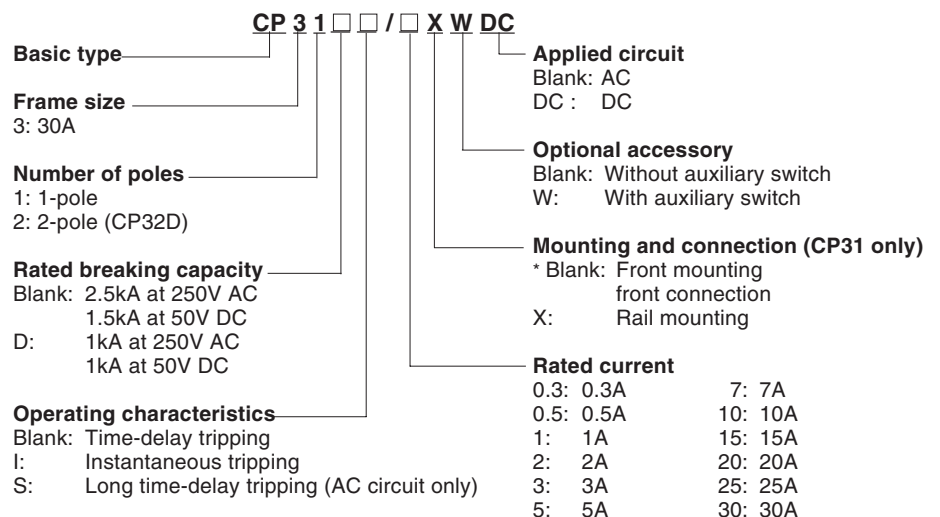 CP 3 1 □ □ / □ X W DC
Basic type
Frame size
3: 30A
Number of poles
1: 1-pole
2: 2-pole (CP32D)
Rated breaking capacity
Blank: 2.5kA at 250V AC
1.5kA at 50V DC
D: 1kA at 250V AC
1kA at 50V DC
Operating characteristics
Blank: Time-delay tripping
I: Instantaneous tripping
S: Long time-delay tripping (AC circuit only)
Applied circuit
Blank: AC
DC : DC
Optional accessory
Blank: Without auxiliary switch
W: With auxiliary switch
Mounting and connection (CP31 only)
* Blank: Front mounting
front connection
X: Rail mounting
Rated current
0.3: 0.3A 7: 7A
0.5: 0.5A 10: 10A
1: 1A 15: 15A
2: 2A 20: 20A
3: 3A 25: 25A
5: 5A 30: 30A